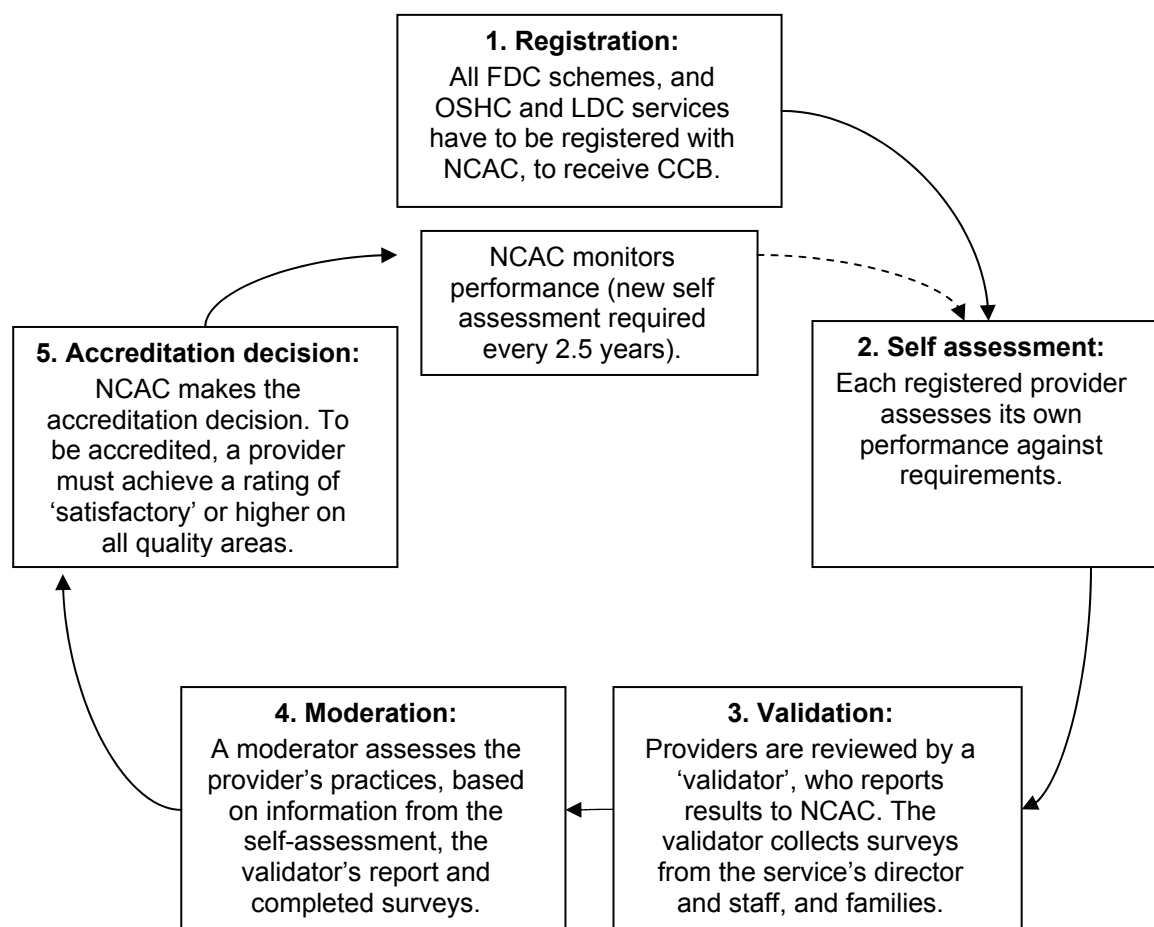 1. Registration:
All FDC schemes, and
OSHC and LDC services
have to be registered with
NCAC, to receive CCB.
NCAC monitors
performance (new self
assessment required
every 2.5 years).
2. Self assessment:
Each registered provider
assesses its own
performance against
requirements.
3. Validation:
Providers are reviewed by a
‘validator’, who reports
results to NCAC. The
validator collects surveys
from the service’s director
and staff, and families.
4. Moderation:
A moderator assesses the
provider’s practices, based
on information from the
self-assessment, the
validator’s report and
completed surveys.
5. Accreditation decision:
NCAC makes the
accreditation decision. To
be accredited, a provider
must achieve a rating of
‘satisfactory’ or higher on
all quality areas.